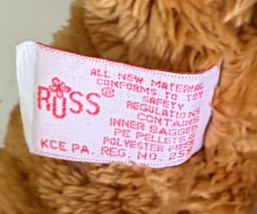 RUSS®
ALL NEW MATERIAL
CONFORMS TO TOY
SAFETY
REGULATIONS
CONTAINS
INNER BAGGED
PE PELLETS &
POLYESTER FIBER
KCE PA. REG. NO. 255